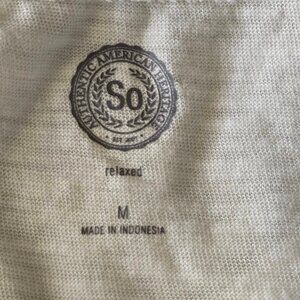 AUTHENTIC AMERICAN HERITAGE
So
relaxed
M
MADE IN INDONESIA